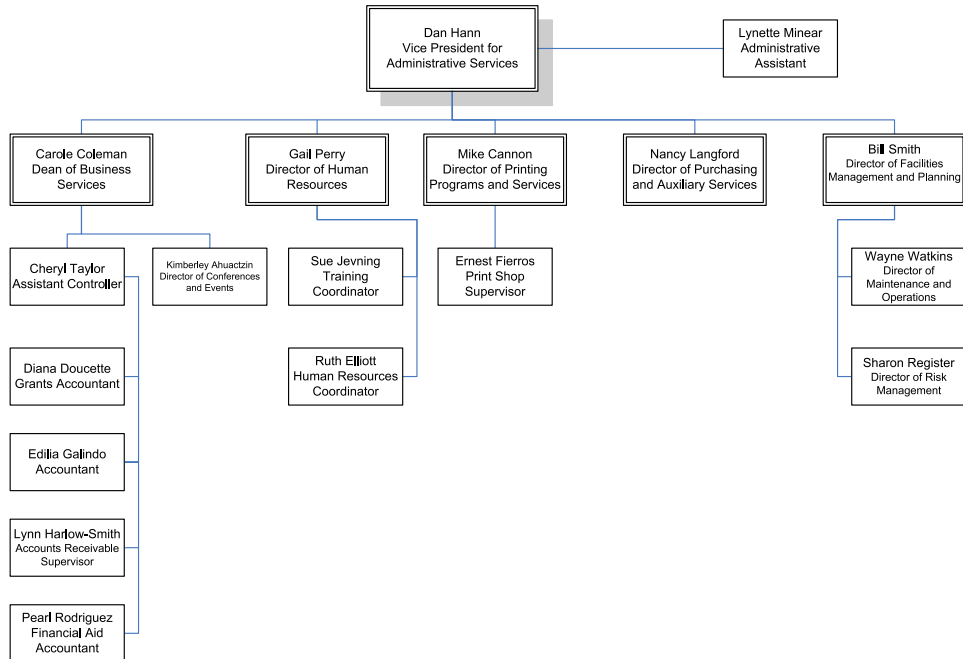 Dan Hann
Vice President for
Administrative Services
Lynette Minear
Administrative
Assistant
Carole Coleman
Dean of Business
Services
Gail Perry
Director of Human
Resources
Mike Cannon
Director of Printing
Programs and Services
Nancy Langford
Director of Purchasing
and Auxiliary Services
Bill Smith
Director of Facilities
Management and Planning
Cheryl Taylor
Assistant Controller
Kimberley Ahuactzin
Director of Conferences
and Events
Sue Jevning
Training
Coordinator
Ernest Fierros
Print Shop
Supervisor
Wayne Watkins
Director of
Maintenance and
Operations
Diana Doucette
Grants Accountant
Ruth Elliott
Human Resources
Coordinator
Sharon Register
Director of Risk
Management
Edilia Galindo
Accountant
Lynn Harlow-Smith
Accounts Receivable
Supervisor
Pearl Rodriguez
Financial Aid
Accountant